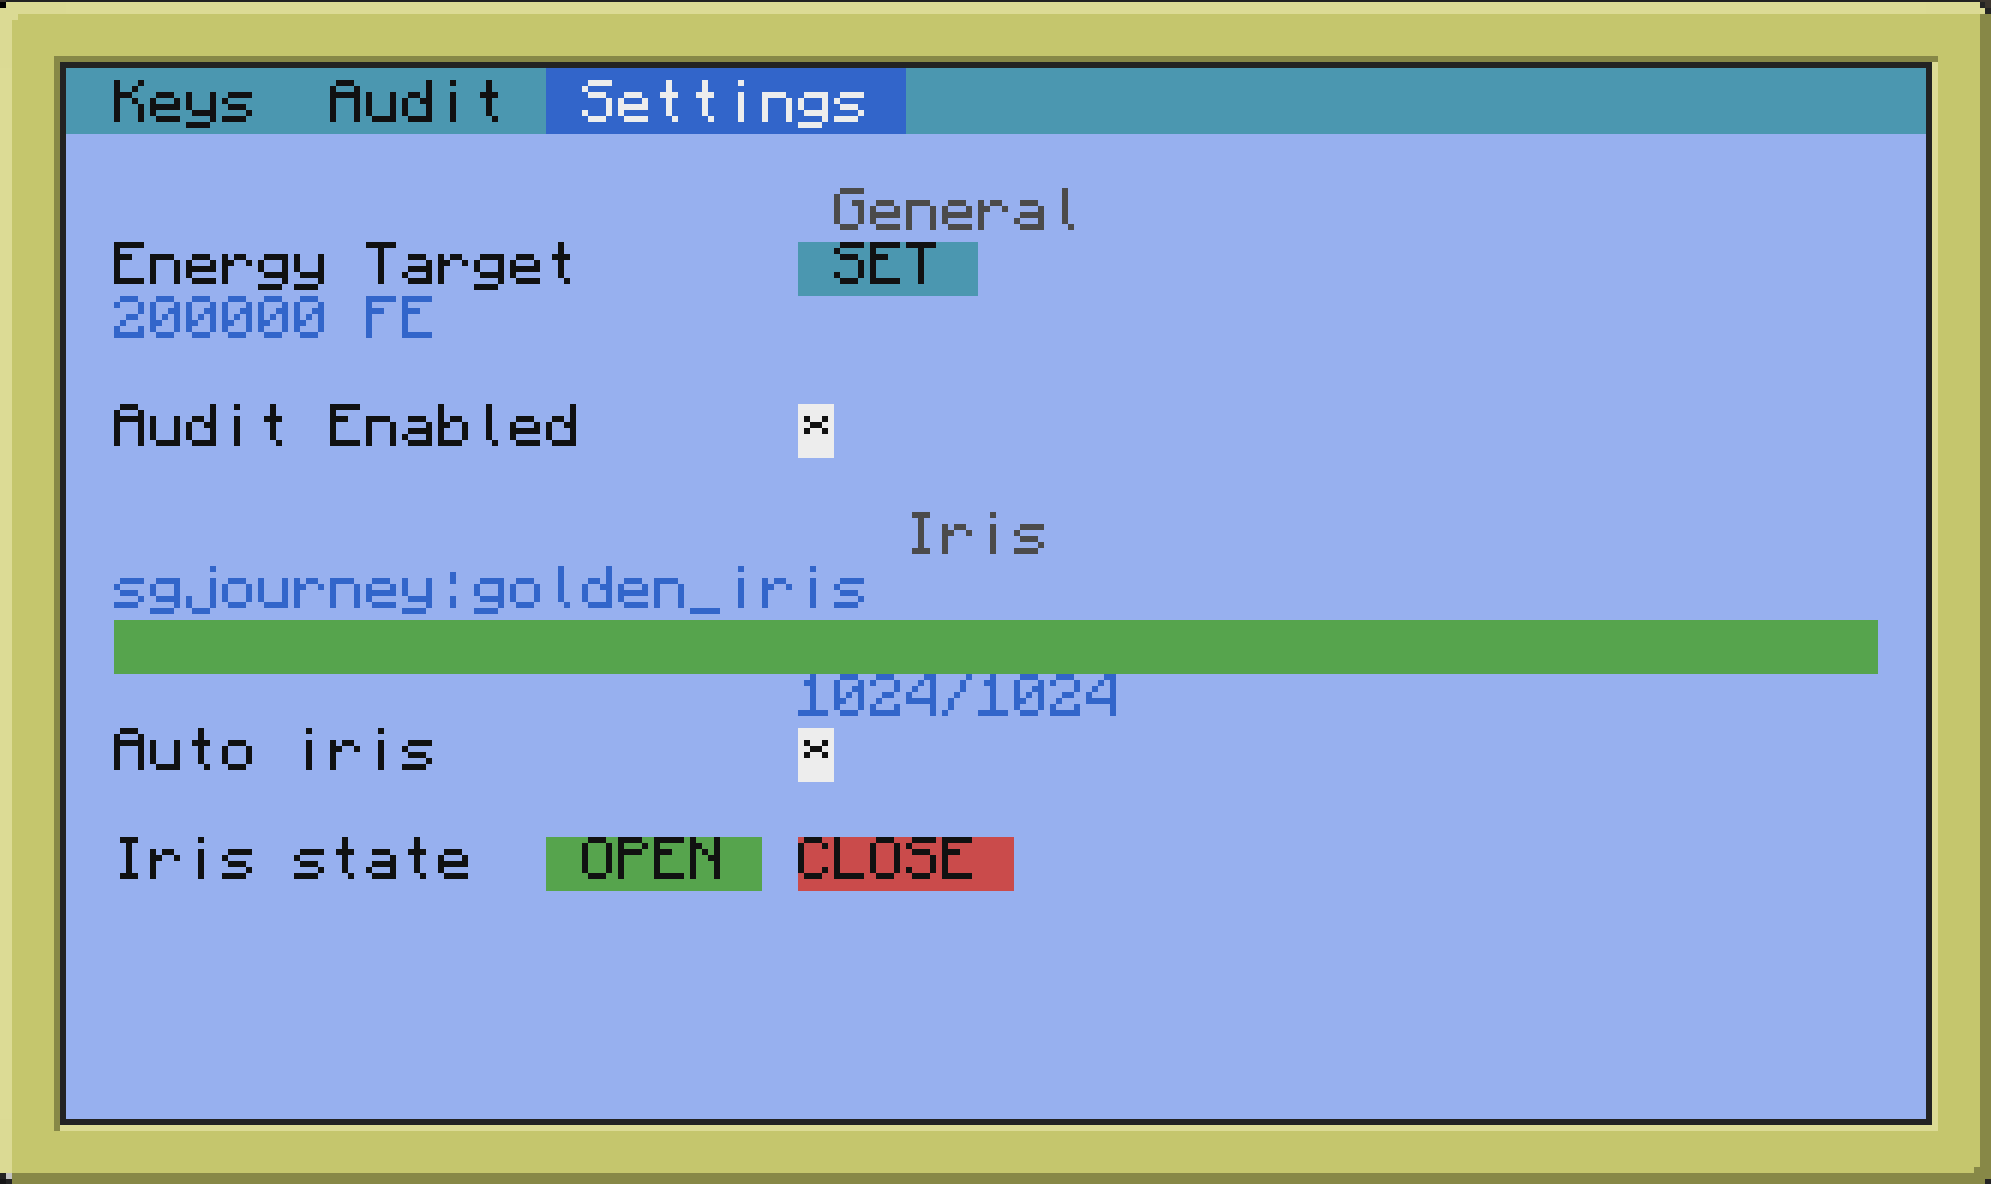 Keys Audit Settings
General
Energy Target SET
200000 FE
Audit Enabled x
Iris
sgjourney:golden_iris
1024/1024
Auto iris x
Iris state OPEN CLOSE